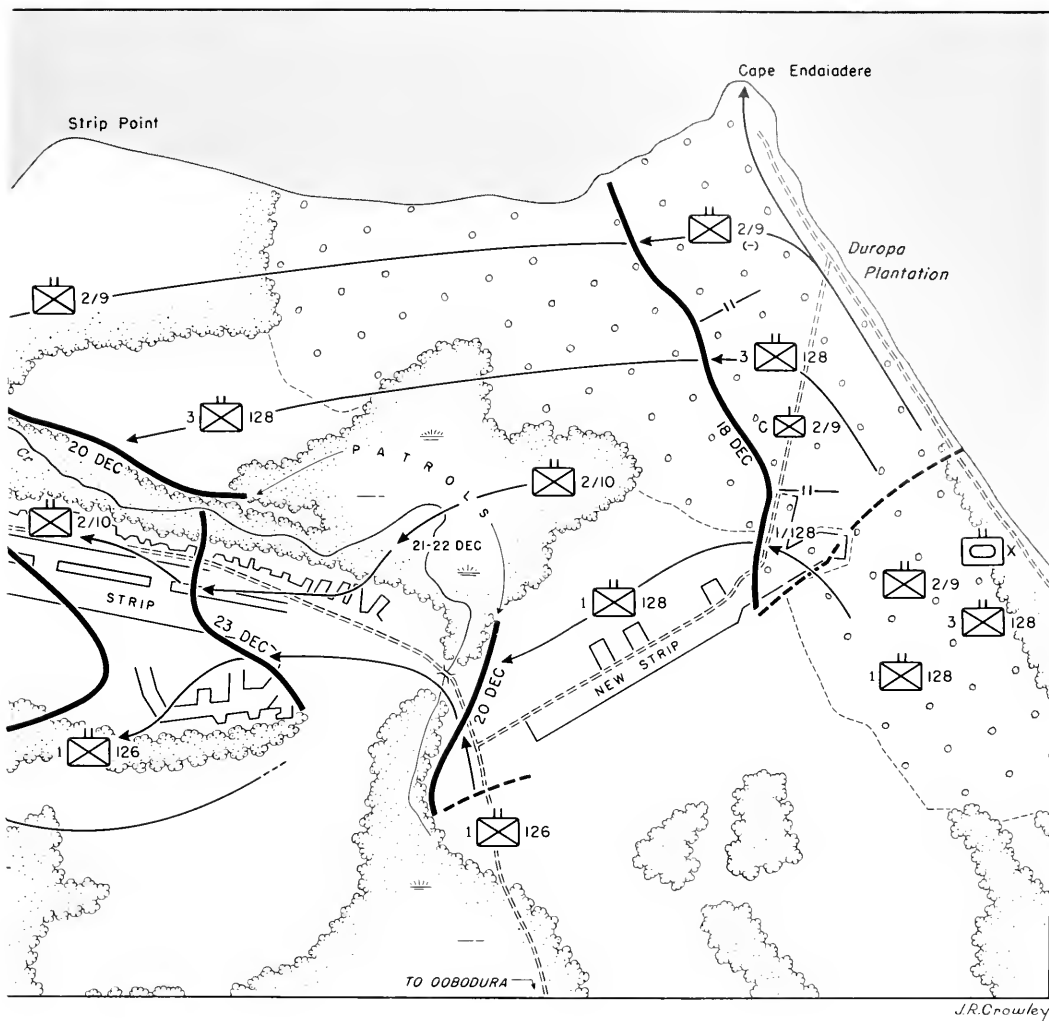 Cape Endaiadere
Strip Point
2/9
(-)
Duropa
Plantation
2/9
3 128
3 128
18 DEC
C 2/9
20 DEC
Cr
PATROLS
2/10
2/10
21-22 DEC
1/128
X
2/9
STRIP
1 128
3 128
23 DEC
NEW STRIP
1 128
20 DEC
1 126
1 126
TO OOBODURA
J.R.Crowley